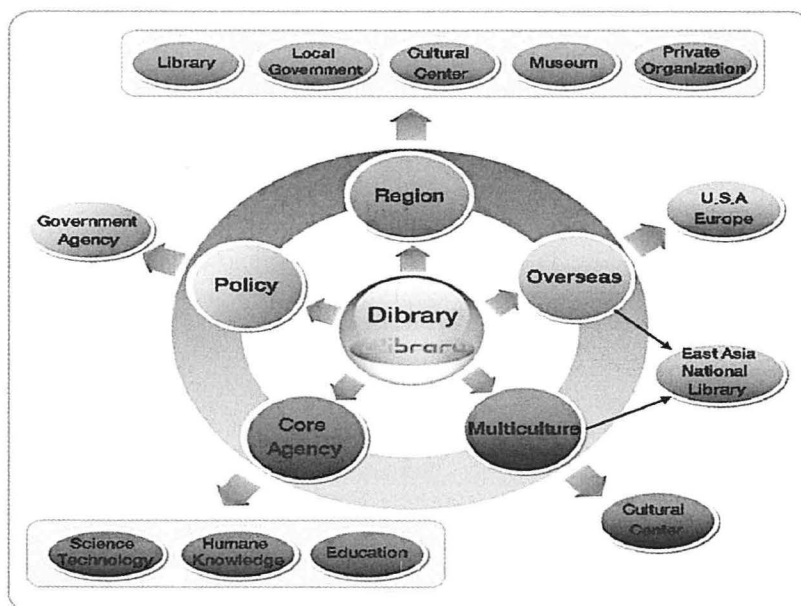 Library
Local
Government
Cultural
Center
Museum
Private
Organization
Region
Government
Agency
U.S.A
Europe
Policy
Overseas
Dibrary
East Asia
National
Library
Core
Agency
Multiculture
Cultural
Center
Science
Technology
Humane
Knowledge
Education